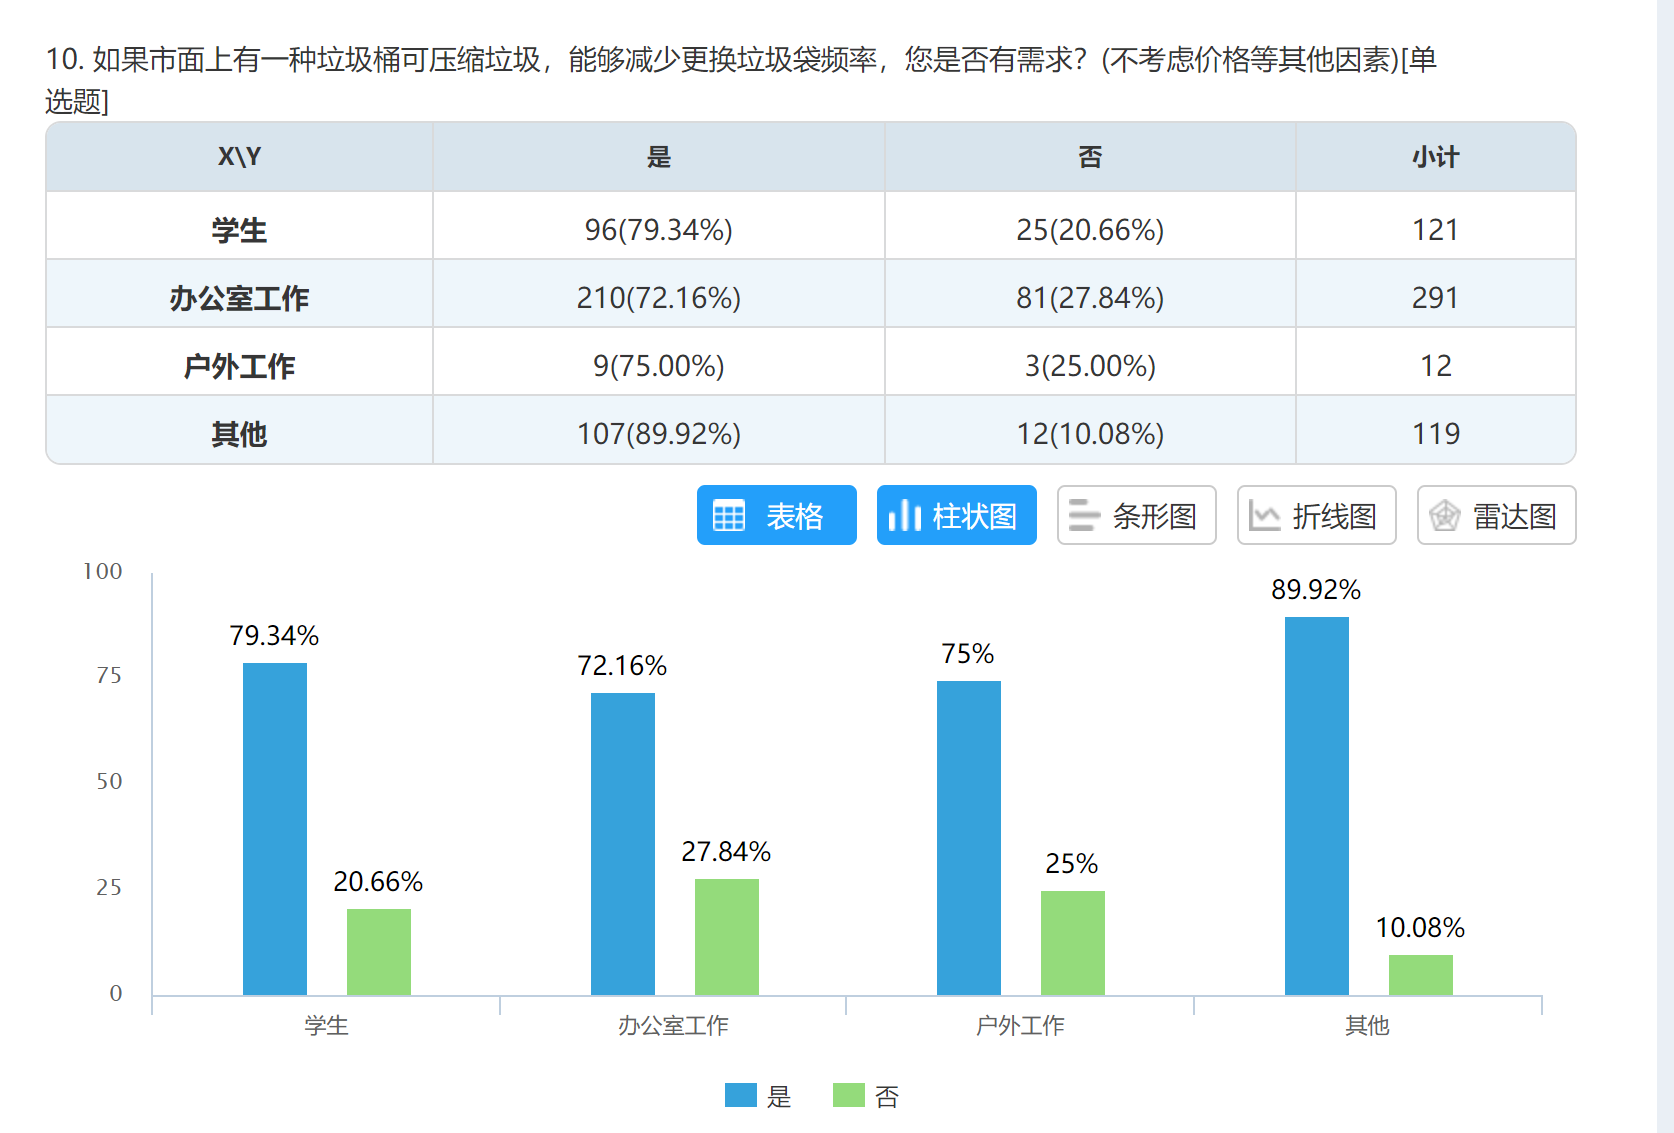 10. 如果市面上有一种垃圾桶可压缩垃圾，能够减少更换垃圾袋频率，您是否有需求？(不考虑价格等其他因素)[单
选题]
X\Y 是 否 小计
学生 96(79.34%) 25(20.66%) 121
办公室工作 210(72.16%) 81(27.84%) 291
户外工作 9(75.00%) 3(25.00%) 12
其他 107(89.92%) 12(10.08%) 119
表格 柱状图 条形图 折线图 雷达图
100
89.92%
79.34%
75%
72.16%
75
50
27.84%
25%
20.66%
25
10.08%
0
学生 办公室工作 户外工作 其他
是 否